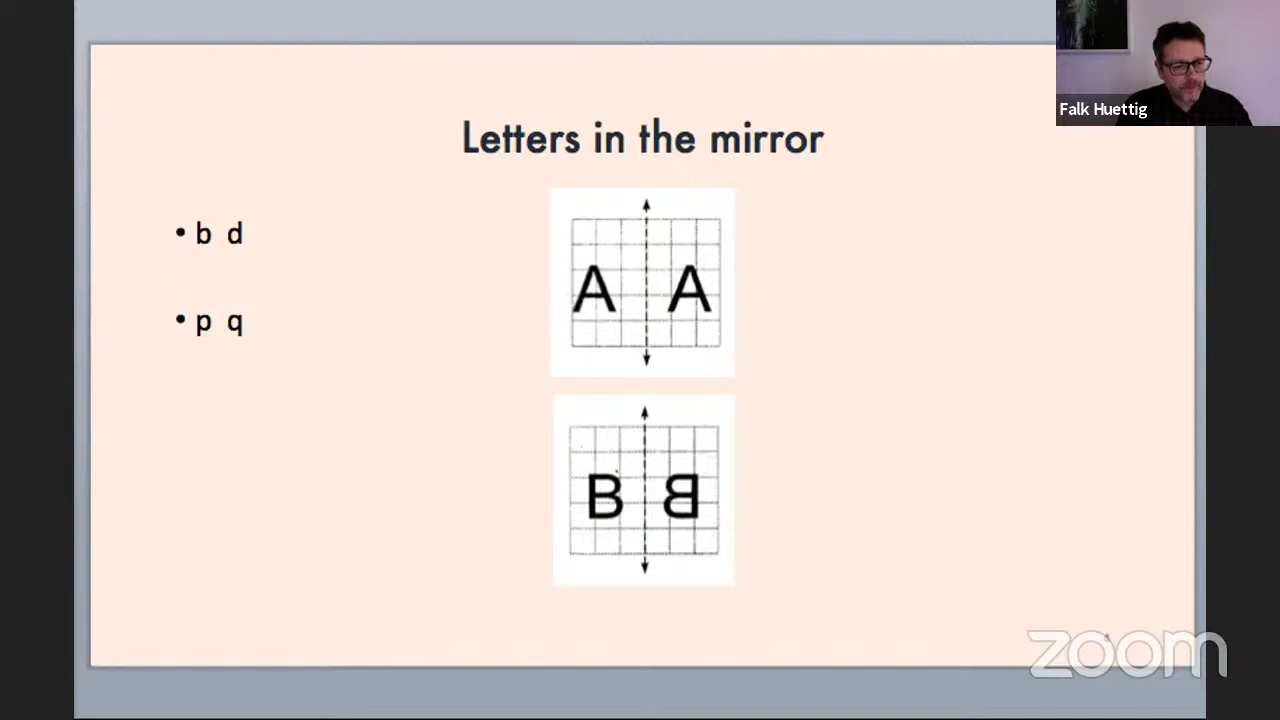 Falk Huettig
Letters in the mirror
• b d
• p q
A A
B B
zoom